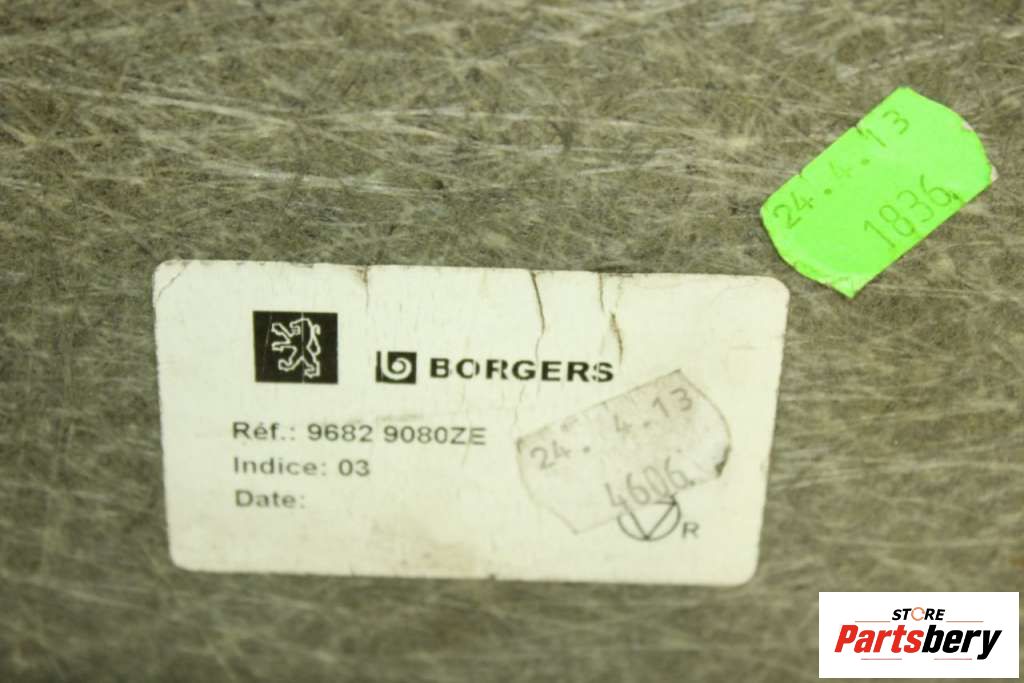 24.4.13
1836
BORGERS
Réf.: 9682 9080ZE
Indice: 03
Date:
24.4.13
4606
R
STORE
Partsbery